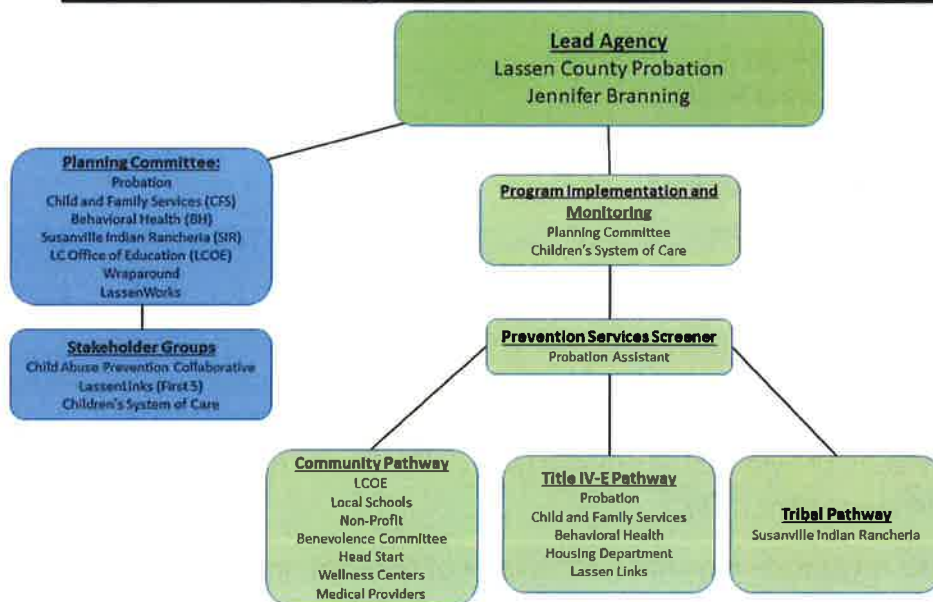 Lead Agency
Lassen County Probation
Jennifer Branning
Planning Committee:
Probation
Child and Family Services (CFS)
Behavioral Health (BH)
Susanville Indian Rancheria (SIR)
LC Office of Education (LCOE)
Wraparound
LassenWorks
Stakeholder Groups
Child Abuse Prevention Collaborative
LassenLinks (First 5)
Children's System of Care
Program Implementation and
Monitoring
Planning Committee
Children's System of Care
Prevention Services Screener
Probation Assistant
Community Pathway
LCOE
Local Schools
Non-Profit
Benevolence Committee
Head Start
Wellness Centers
Medical Providers
Title IV-E Pathway
Probation
Child and Family Services
Behavioral Health
Housing Department
Lassen Links
Tribal Pathway
Susanville Indian Rancheria